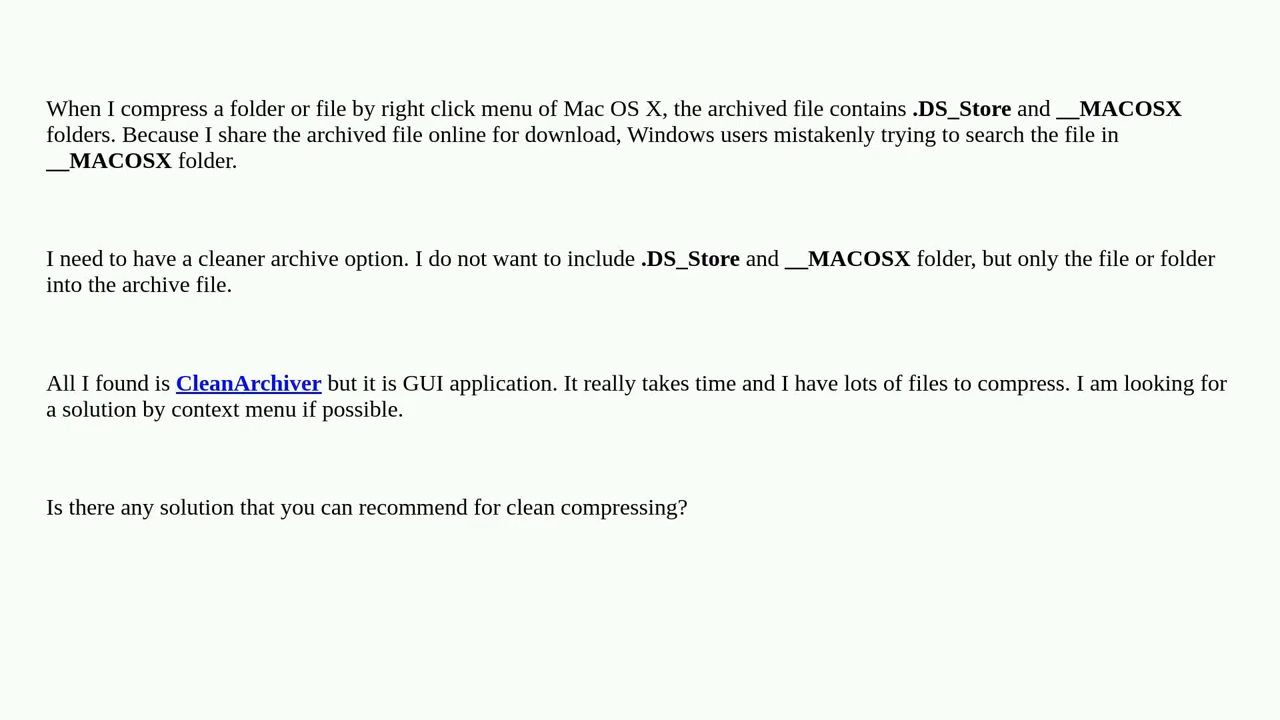 When I compress a folder or file by right click menu of Mac OS X, the archived file contains .DS_Store and __MACOSX
folders. Because I share the archived file online for download, Windows users mistakenly trying to search the file in
__MACOSX folder.
I need to have a cleaner archive option. I do not want to include .DS_Store and __MACOSX folder, but only the file or folder
into the archive file.
All I found is CleanArchiver but it is GUI application. It really takes time and I have lots of files to compress. I am looking for
a solution by context menu if possible.
Is there any solution that you can recommend for clean compressing?